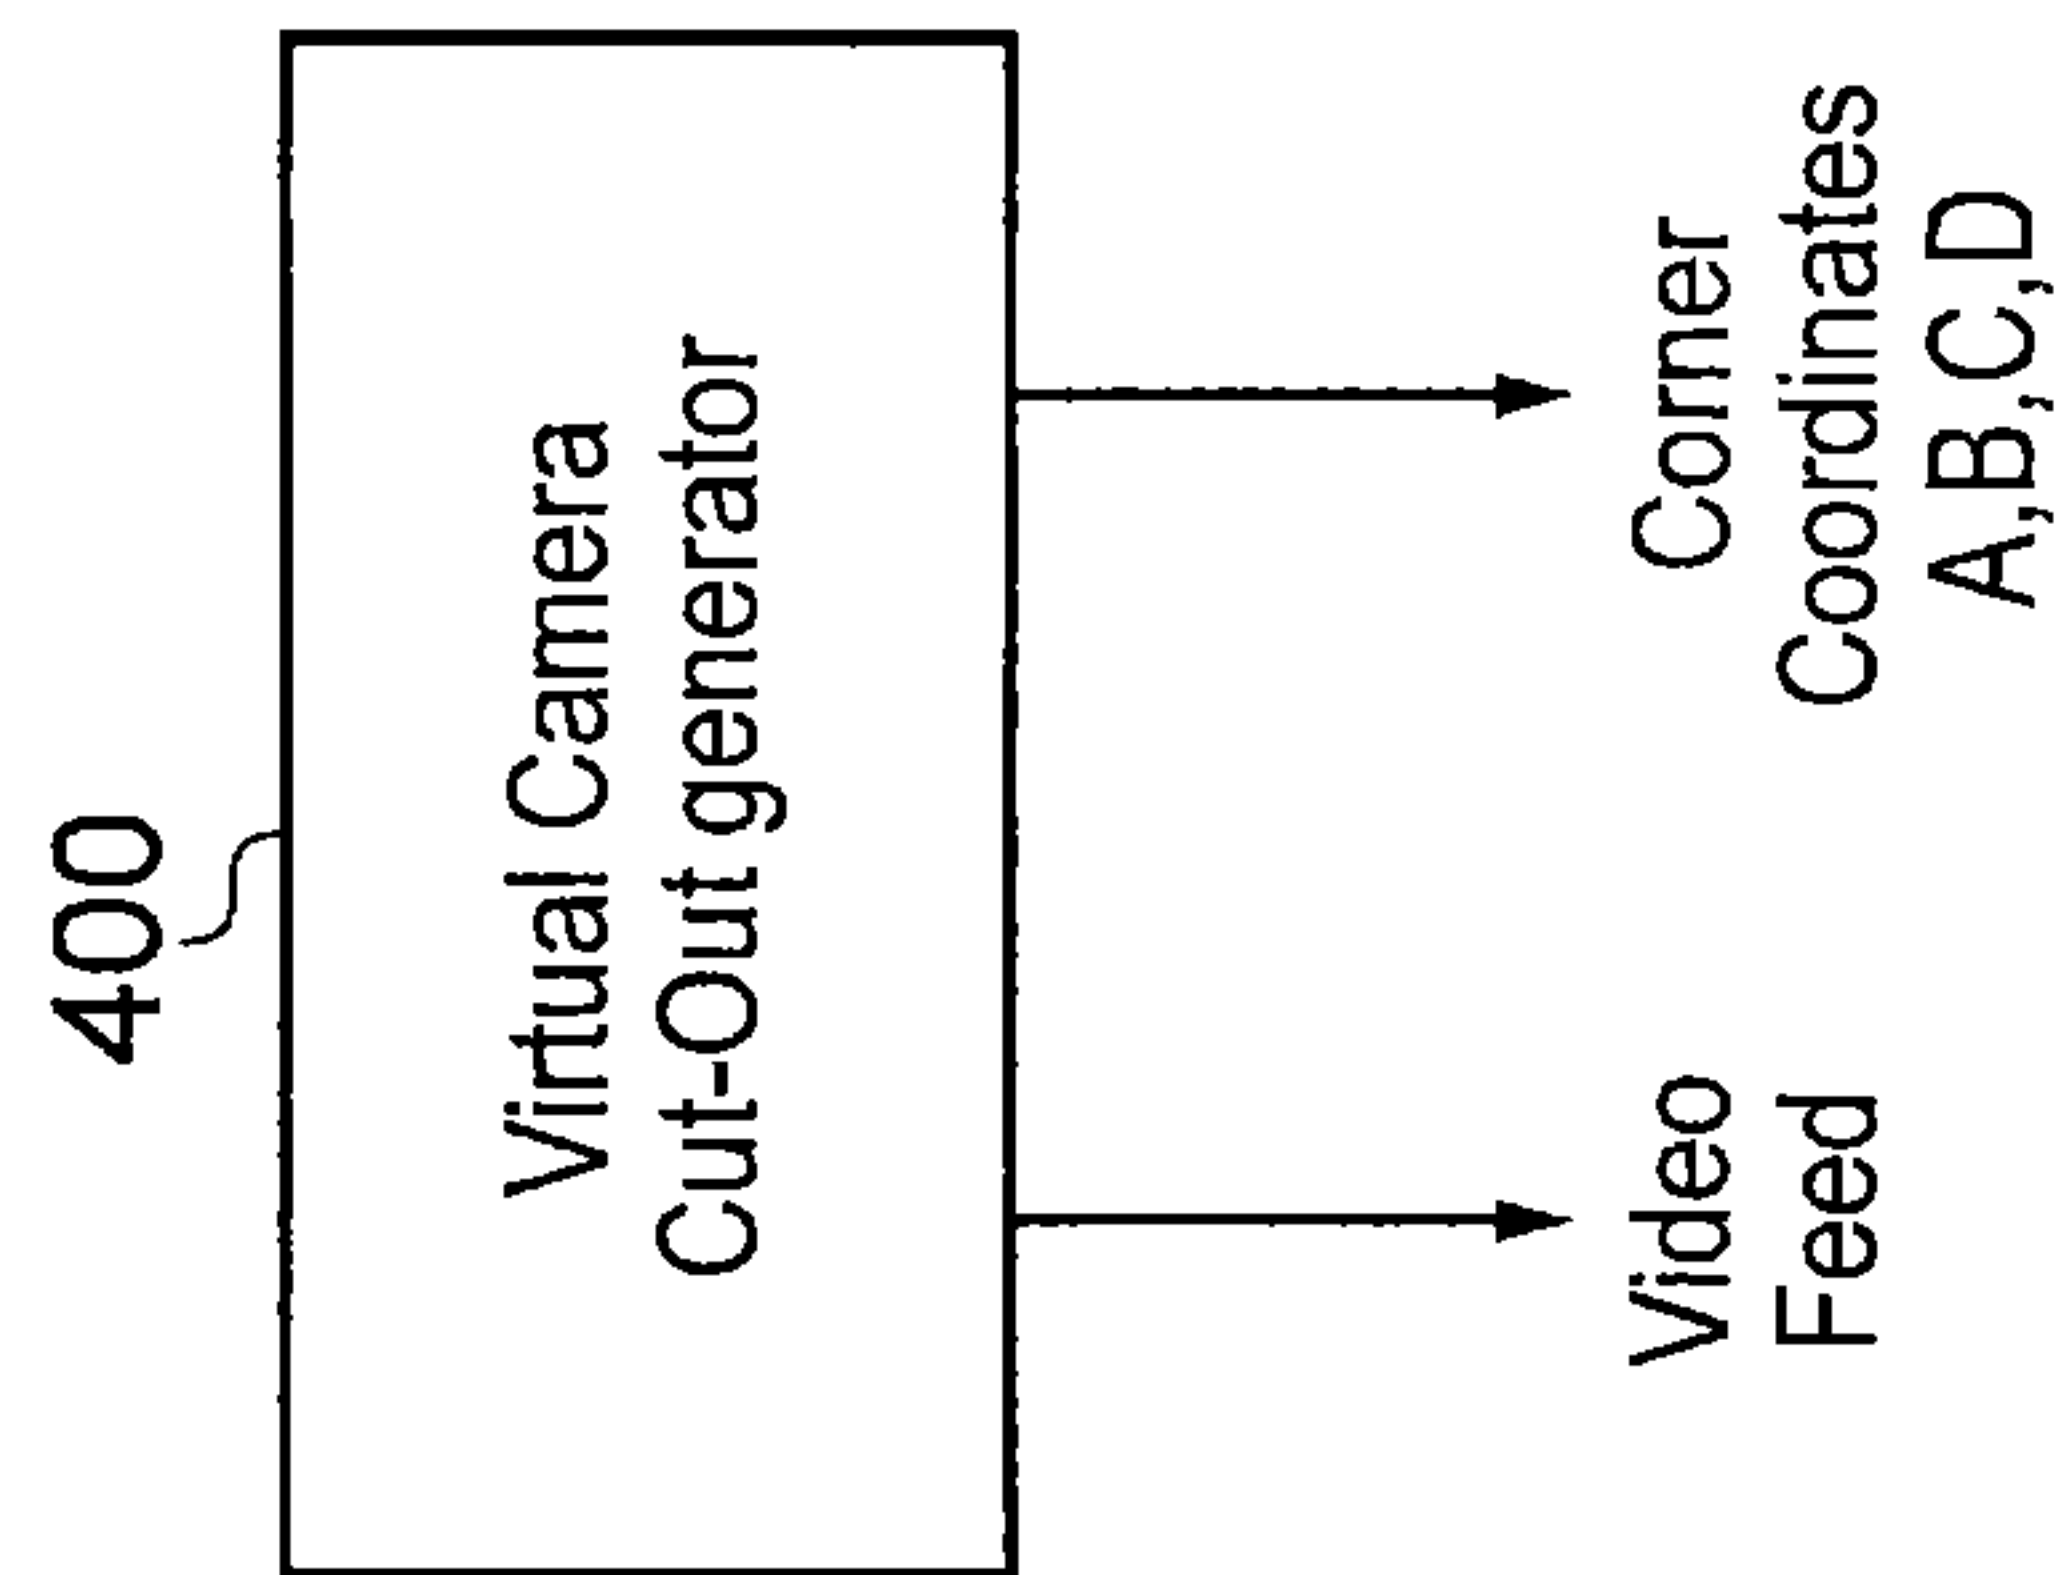 400
Virtual Camera
Cut-Out generator
Video
Feed
Corner
Coordinates
A,B,C,D